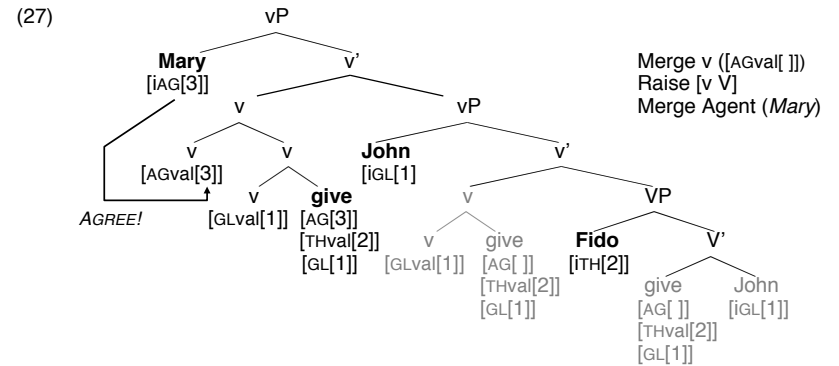 (27)
vP
Mary v’ Merge v ([AGval[ ]])
[iAG[3]] Raise [v V]
Merge Agent (Mary)
v vP
v v John v’
[AGval[3]] [iGL[1]
v give v VP
AGREE! [GLval[1]] [AG[3]]
[THval[2]] v give Fido V’
[GL[1]] [GLval[1]] [AG[ ]] [iTH[2]]
[THval[2]] give John
[GL[1]] [AG[ ]] [iGL[1]]
[THval[2]]
[GL[1]]